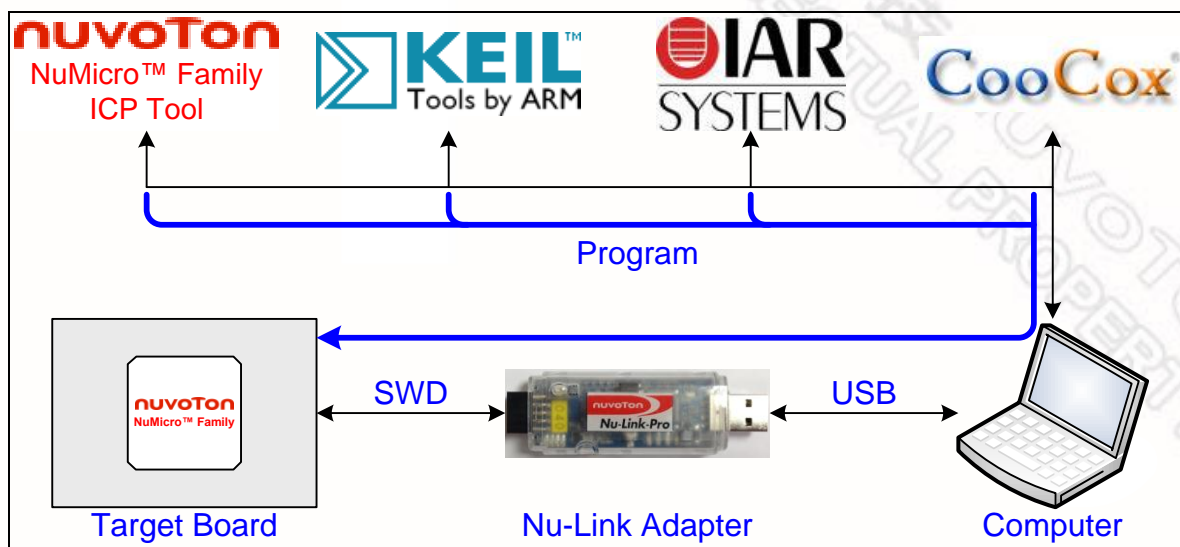 nuvoTon
NuMicro™ Family
ICP Tool
KEIL™
Tools by ARM
IAR
SYSTEMS
CooCox®
Program
nuvoTon
NuMicro™ Family
SWD
nuvoTon
Nu-Link-Pro
USB
Target Board
Nu-Link Adapter
Computer